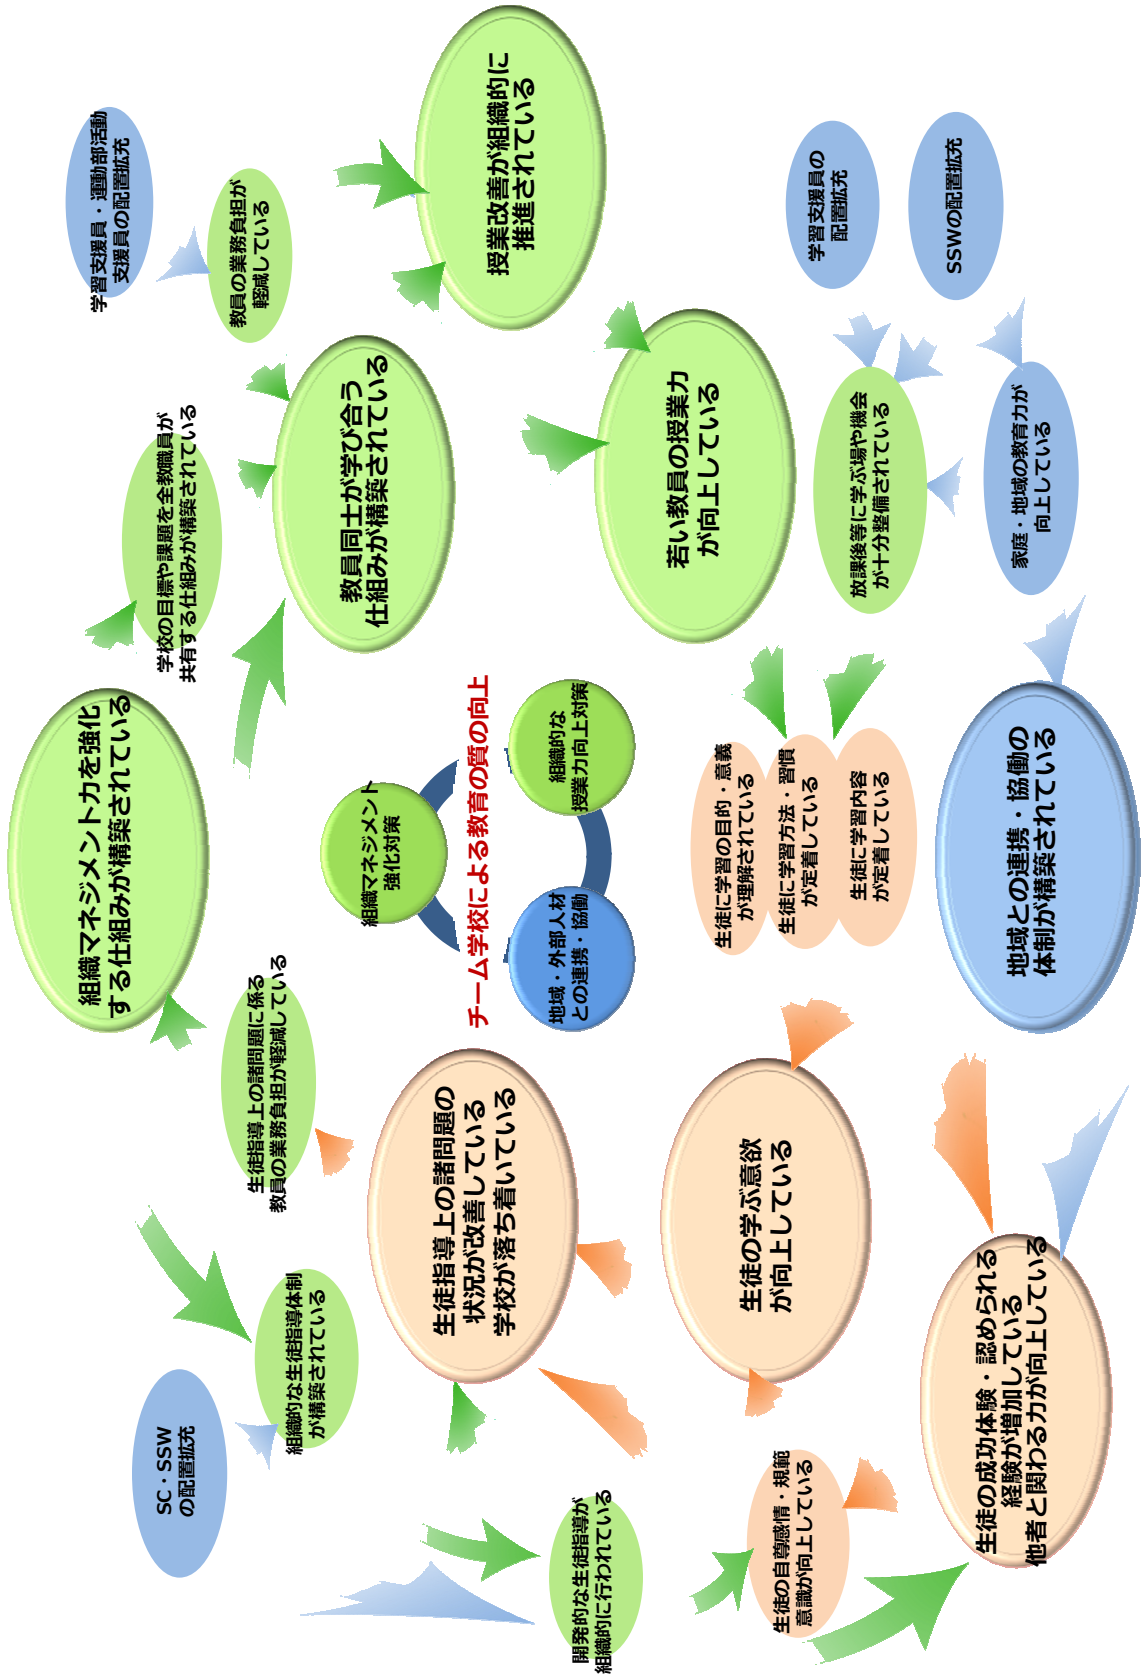 SC・SSW
の配置拡充
組織的な生徒指導体制
が構築されている
生徒指導上の諸問題に係る
教員の業務負担が軽減している
組織マネジメント力を強化
する仕組みが構築されている
学校の目標や課題を全教職員が
共有する仕組みが構築されている
学習支援員・運動部活動
支援員の配置拡充
教員の業務負担が
軽減している
教員同士が学び合う
仕組みが構築されている
授業改善が組織的に
推進されている
開発的な生徒指導が
組織的に行われている
生徒指導上の諸問題の
状況が改善している
学校が落ち着いている
組織マネジメント
強化対策
チーム学校による教育の質の向上
地域・外部人材
との連携・協働
組織的な
授業力向上対策
若い教員の授業力
が向上している
生徒の自尊感情・規範
意識が向上している
生徒の学ぶ意欲
が向上している
生徒に学習の目的・意義
が理解されている
生徒に学習方法・習慣
が定着している
生徒に学習内容
が定着している
放課後等に学ぶ場や機会
が十分整備されている
学習支援員の
配置拡充
SSWの配置拡充
家庭・地域の教育力が
向上している
地域との連携・協働の
体制が構築されている
生徒の成功体験・認められる
経験が増加している
他者と関わる力が向上している